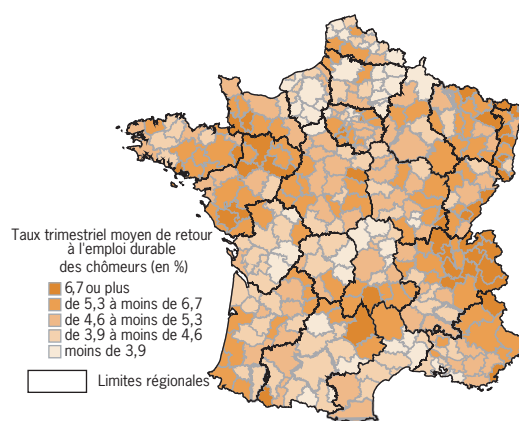 Taux trimestriel moyen de retour
à l'emploi durable
des chômeurs (en %)
6,7 ou plus
de 5,3 à moins de 6,7
de 4,6 à moins de 5,3
de 3,9 à moins de 4,6
moins de 3,9
Limites régionales